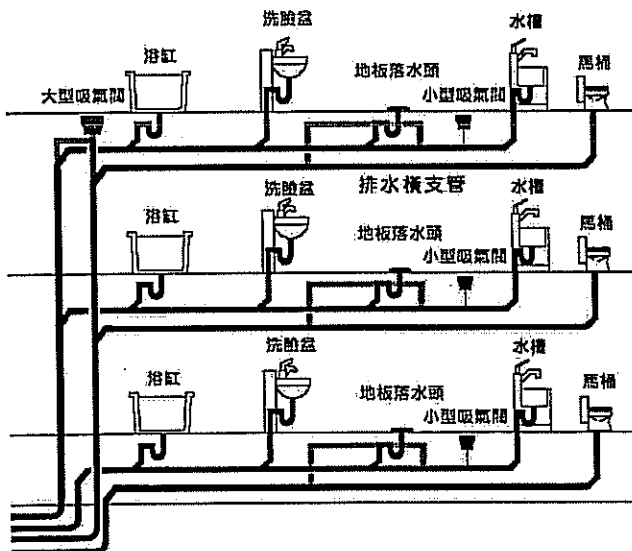 洗臉盆
水槽
浴缸
馬桶
地板落水頭
大型吸氣閥
小型吸氣閥
洗臉盆
排水橫支管
水槽
浴缸
地板落水頭
馬桶
小型吸氣閥
洗臉盆
水槽
浴缸
地板落水頭
馬桶
小型吸氣閥